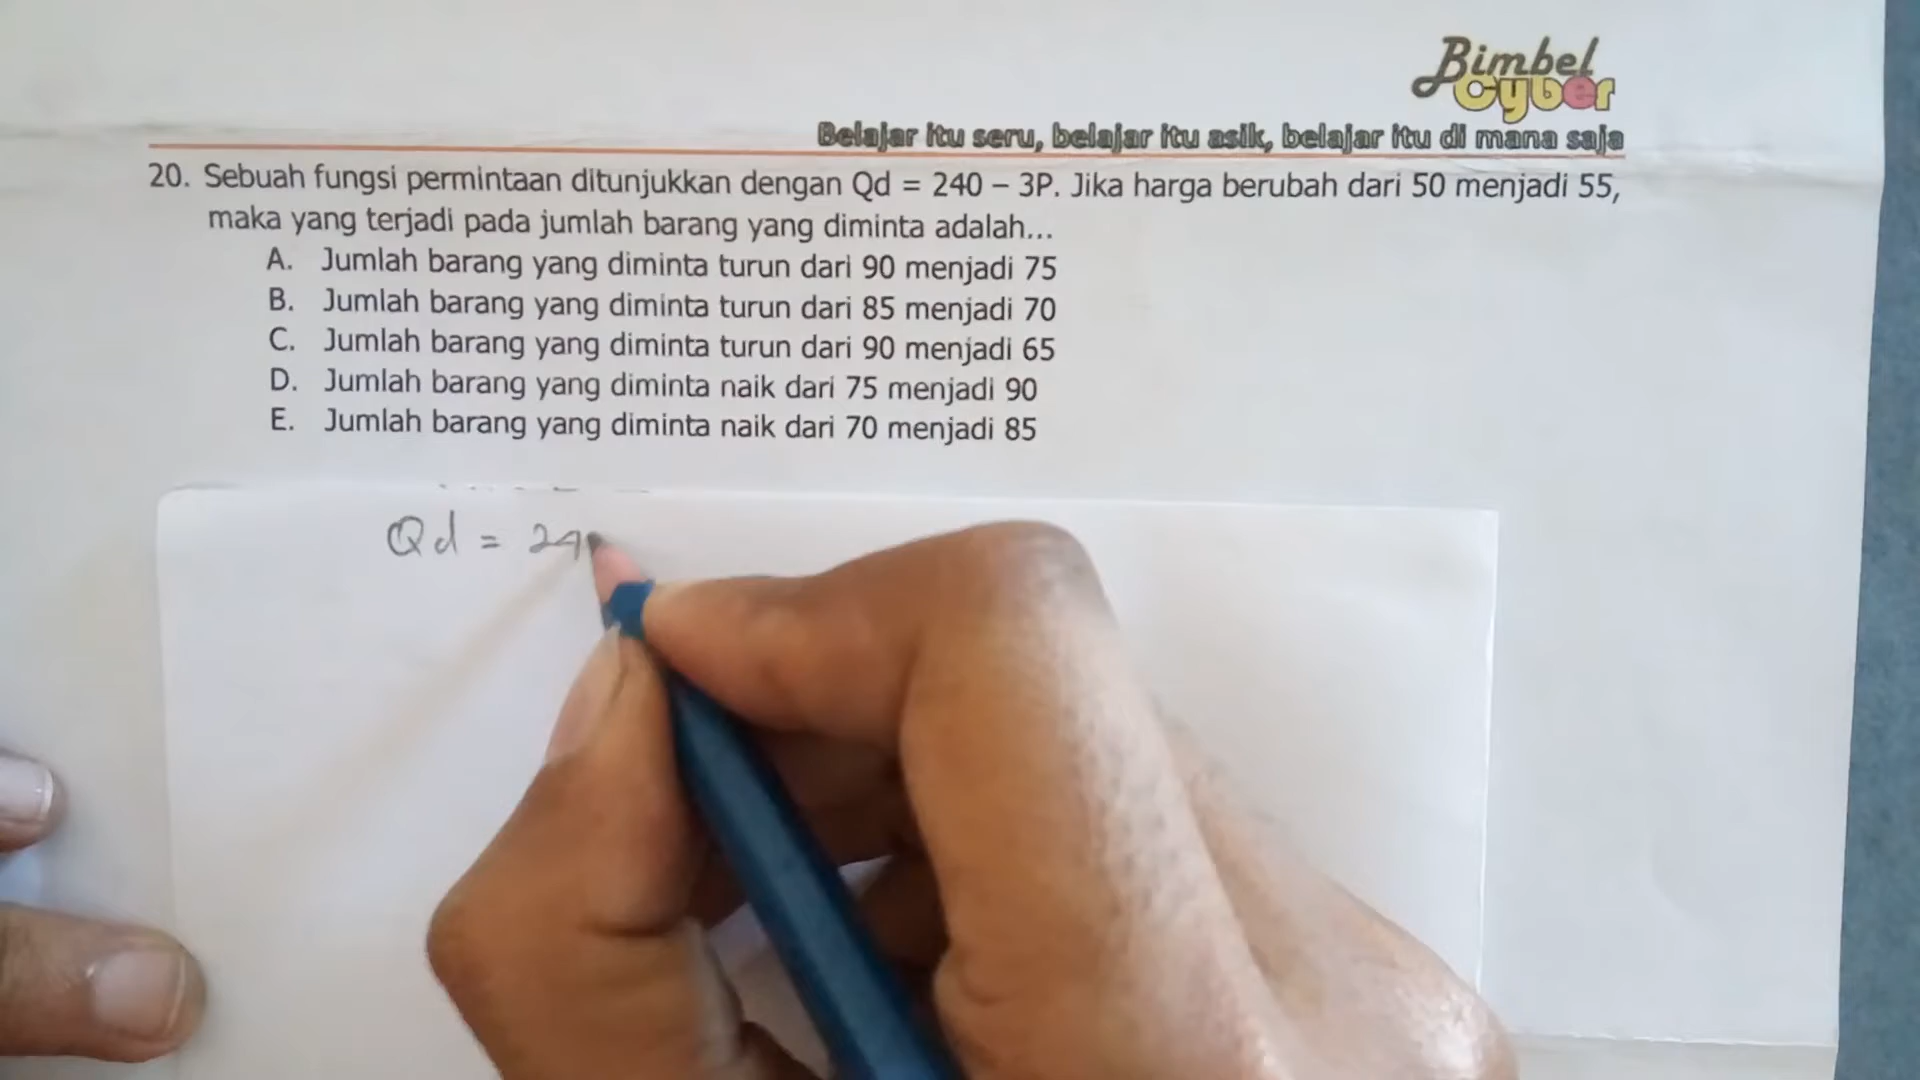 Bimbel
Cyber
Belajar itu seru, belajar itu asik, belajar itu di mana saja
20. Sebuah fungsi permintaan ditunjukkan dengan Qd = 240 – 3P. Jika harga berubah dari 50 menjadi 55,
maka yang terjadi pada jumlah barang yang diminta adalah...
A. Jumlah barang yang diminta turun dari 90 menjadi 75
B. Jumlah barang yang diminta turun dari 85 menjadi 70
C. Jumlah barang yang diminta turun dari 90 menjadi 65
D. Jumlah barang yang diminta naik dari 75 menjadi 90
E. Jumlah barang yang diminta naik dari 70 menjadi 85
Qd = 24